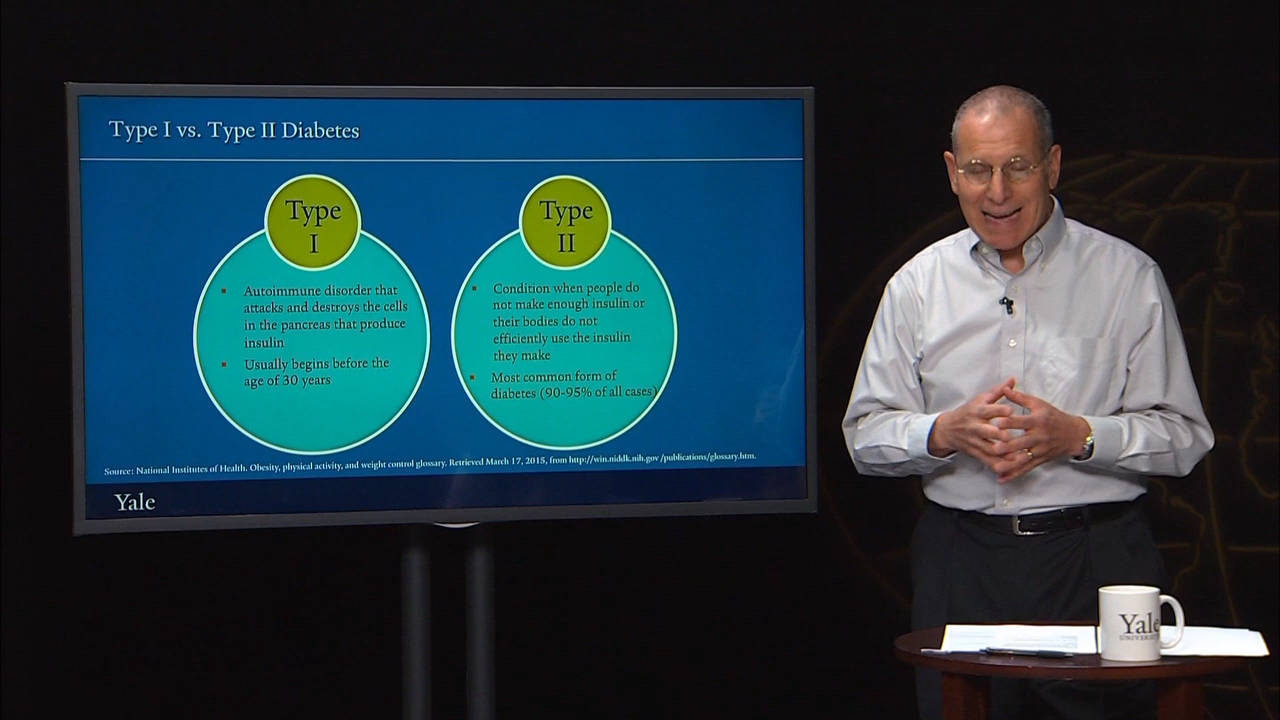 Type I vs. Type II Diabetes
Type
I
▪ Autoimmune disorder that
attacks and destroys the cells
in the pancreas that produce
insulin
▪ Usually begins before the
age of 30 years
Type
II
▪ Condition when people do
not make enough insulin or
their bodies do not
efficiently use the insulin
they make
▪ Most common form of
diabetes (90-95% of all cases)
Source: National Institutes of Health. Obesity, physical activity, and weight control glossary. Retrieved March 17, 2015, from http://win.niddk.nih.gov /publications/glossary.htm.
Yale
Yale